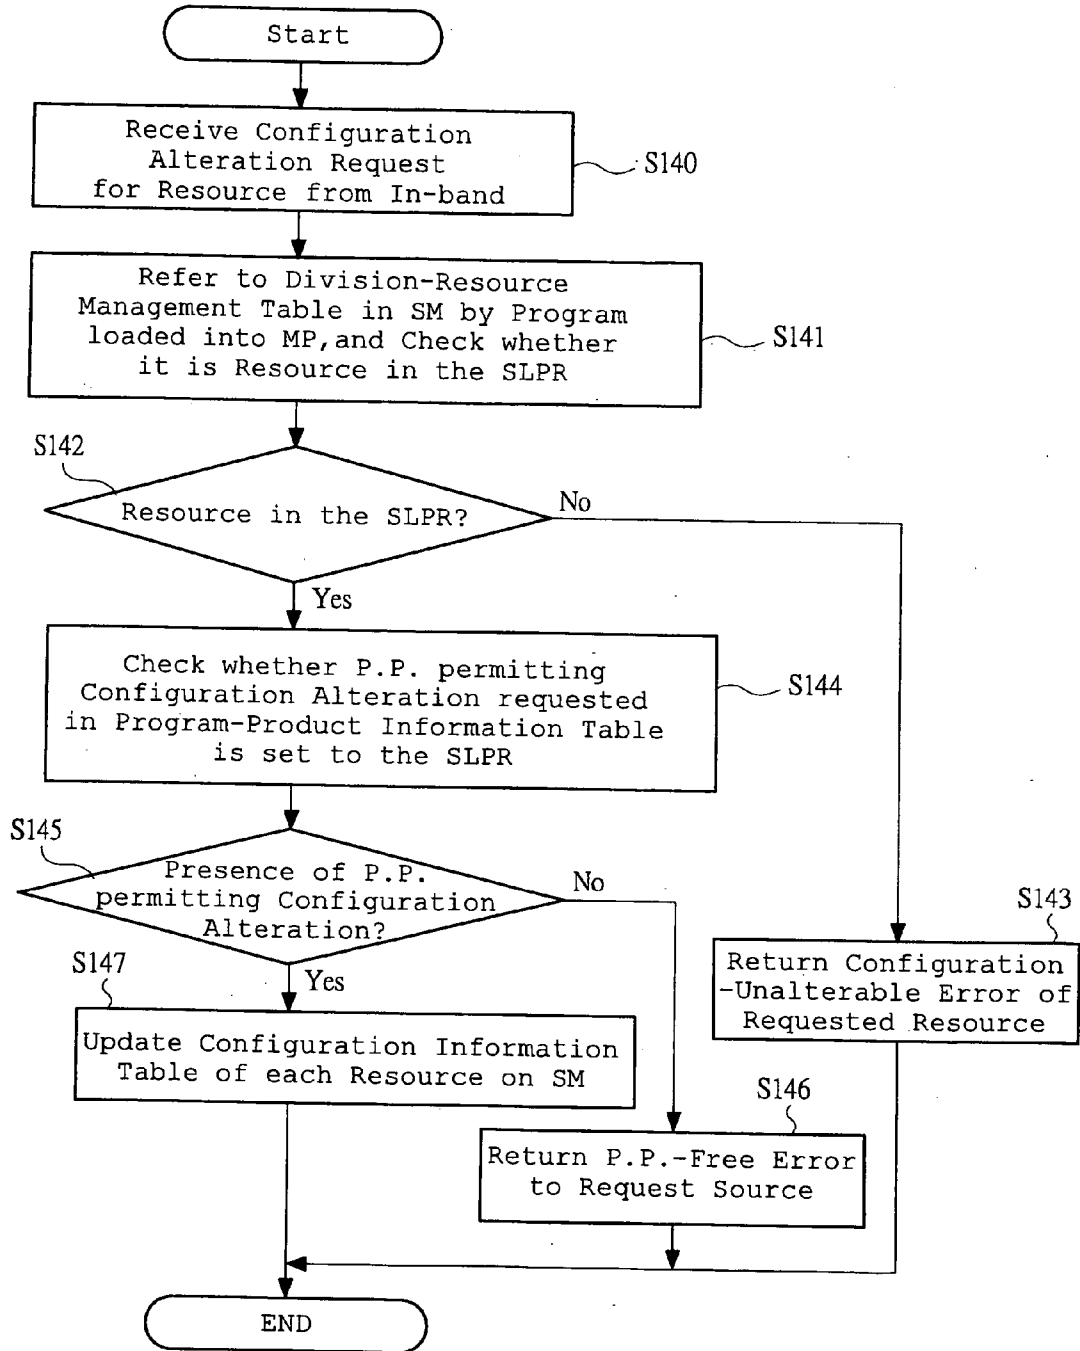 Start
Receive Configuration
Alteration Request
for Resource from In-band
S140
Refer to Division-Resource
Management Table in SM by Program
loaded into MP,and Check whether
it is Resource in the SLPR
S141
S142
Resource in the SLPR?
No
Yes
Check whether P.P. permitting
Configuration Alteration requested
in Program-Product Information Table
is set to the SLPR
S144
S145
Presence of P.P.
permitting Configuration
Alteration?
No
Yes
S143
Return Configuration
-Unalterable Error of
Requested Resource
S147
Update Configuration Information
Table of each Resource on SM
S146
Return P.P.-Free Error
to Request Source
END